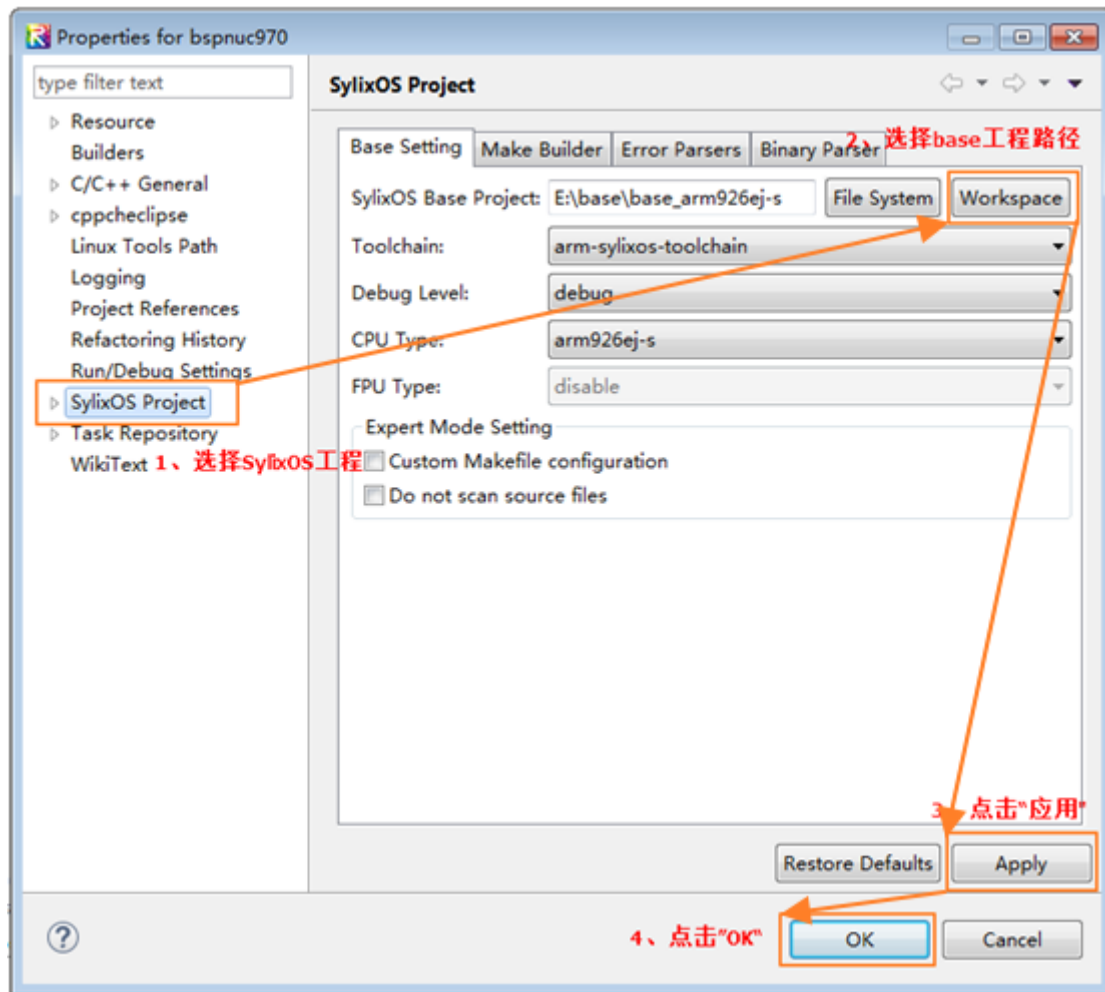 Properties for bspnuc970
type filter text
Resource
Builders
C/C++ General
cppcheclipse
Linux Tools Path
Logging
Project References
Refactoring History
Run/Debug Settings
SylixOS Project
Task Repository
WikiText
1、选择SylixOS工程
SylixOS Project
Base Setting
Make Builder
Error Parsers
Binary Parser
2、选择base工程路径
SylixOS Base Project:
E:\base\base_arm926ej-s
File System
Workspace
Toolchain:
arm-sylixos-toolchain
Debug Level:
debug
CPU Type:
arm926ej-s
FPU Type:
disable
Expert Mode Setting
Custom Makefile configuration
Do not scan source files
3、点击"应用"
Restore Defaults
Apply
4、点击"OK"
OK
Cancel